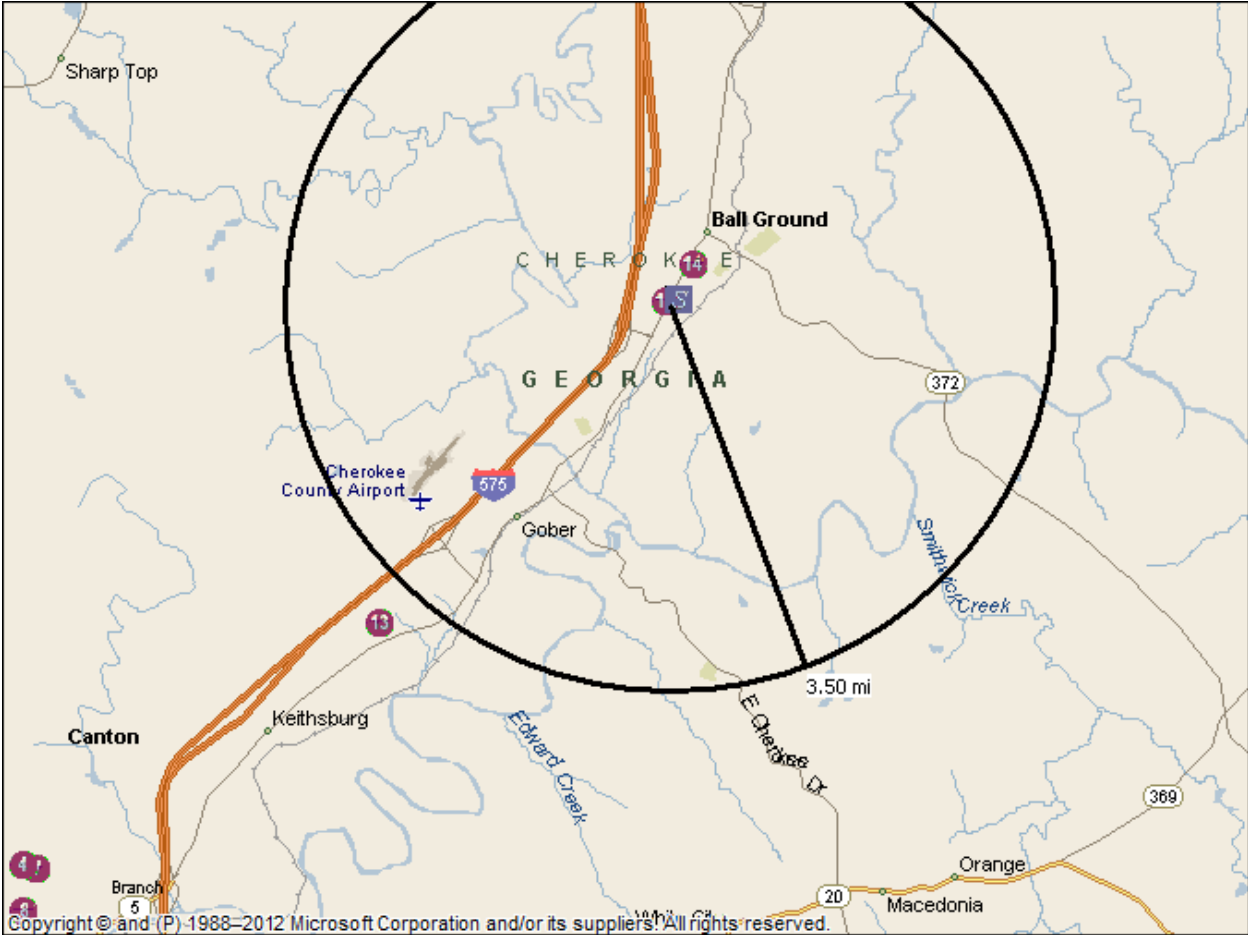 Sharp Top
Ball Ground
C H E R O K E E
14
S
G E O R G I A
372
Cherokee
County Airport
575
Gober
Smithwick Creek
13
3.50 mi
Keithsburg
Edward Creek
E Cherokee Dr
Canton
369
4
Orange
Branch
5
20
Macedonia
8
Copyright © and (P) 1988–2012 Microsoft Corporation and/or its suppliers. All rights reserved.